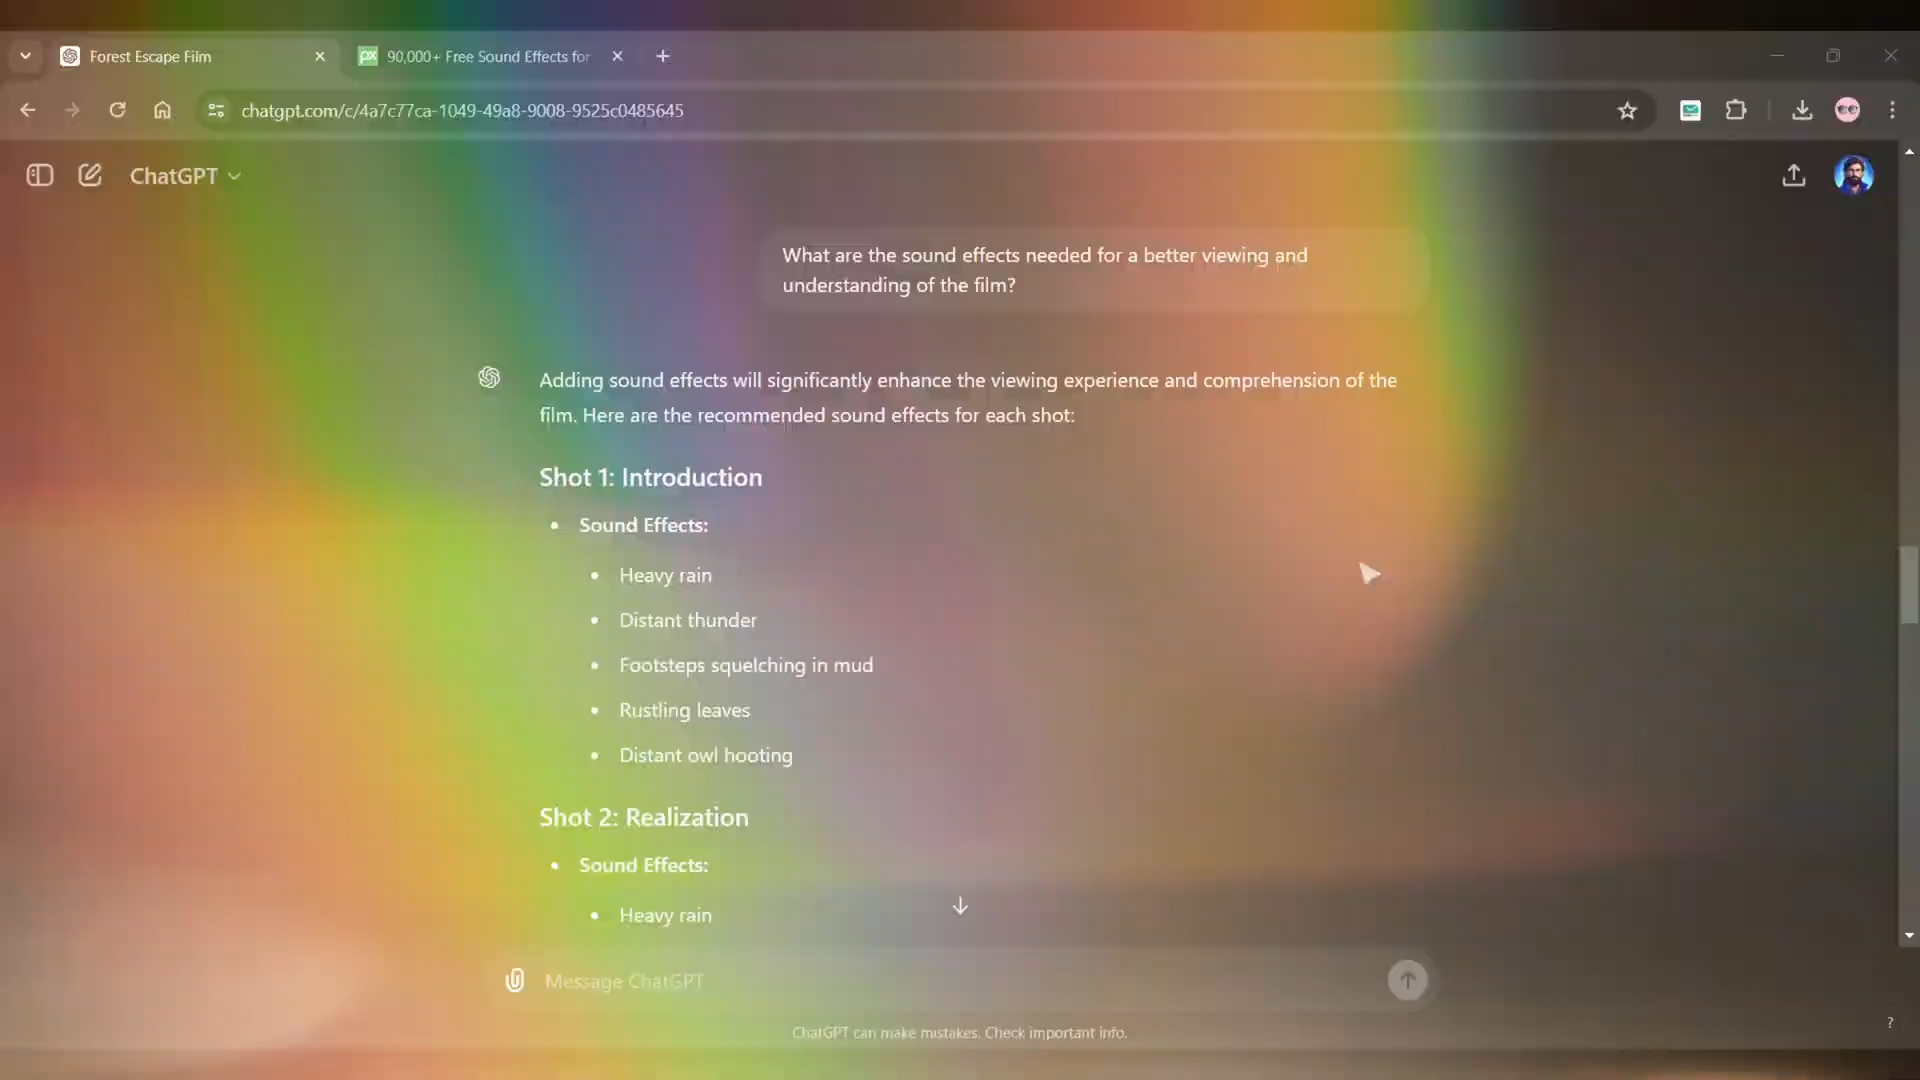 Forest Escape Film
px 90,000+ Free Sound Effects for
chatgpt.com/c/4a7c77ca-1049-49a8-9008-9525c0485645
ChatGPT
What are the sound effects needed for a better viewing and
understanding of the film?
Adding sound effects will significantly enhance the viewing experience and comprehension of the
film. Here are the recommended sound effects for each shot:
Shot 1: Introduction
• Sound Effects:
• Heavy rain
• Distant thunder
• Footsteps squelching in mud
• Rustling leaves
• Distant owl hooting
Shot 2: Realization
• Sound Effects:
• Heavy rain
Message ChatGPT
ChatGPT can make mistakes. Check important info.
?